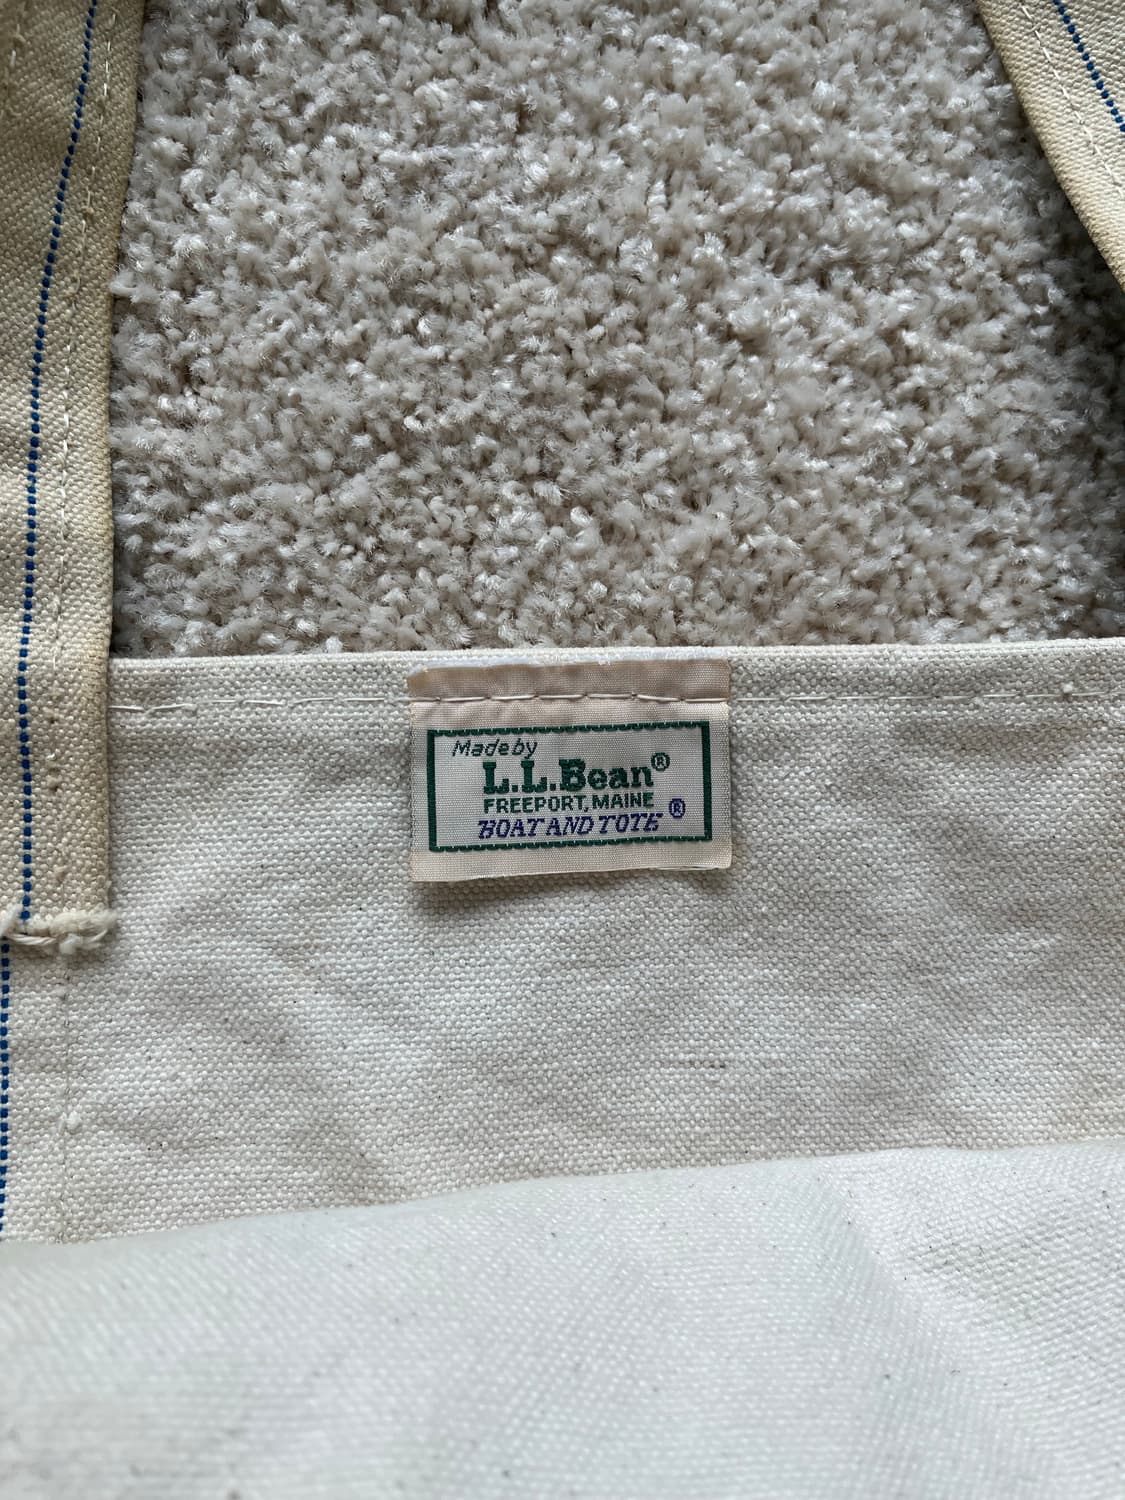 Made by
L.L.Bean®
FREEPORT, MAINE
BOAT AND TOTE ®